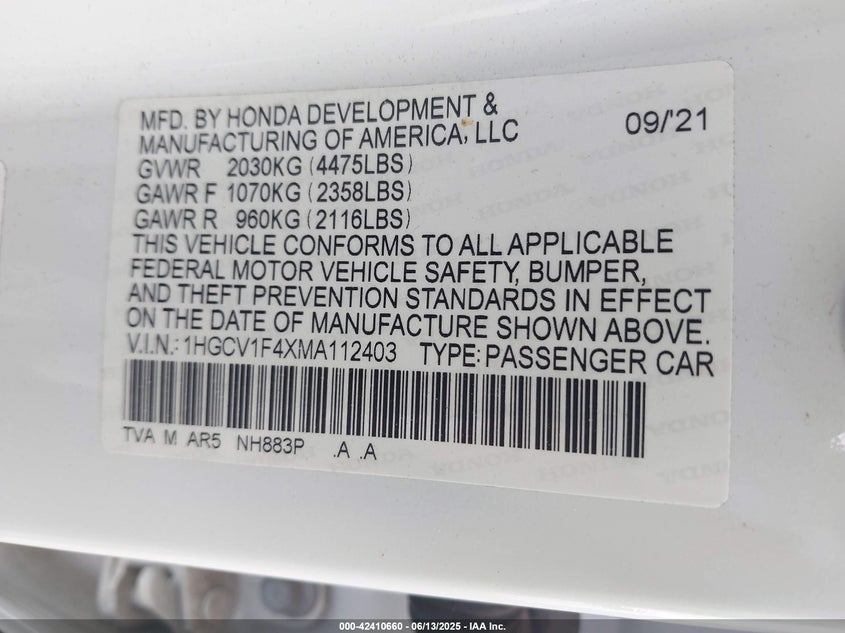 MFD. BY HONDA DEVELOPMENT &
MANUFACTURING OF AMERICA, LLC 09/'21
GVWR 2030KG (4475LBS)
GAWR F 1070KG (2358LBS)
GAWR R 960KG (2116LBS)
THIS VEHICLE CONFORMS TO ALL APPLICABLE
FEDERAL MOTOR VEHICLE SAFETY, BUMPER,
AND THEFT PREVENTION STANDARDS IN EFFECT
ON THE DATE OF MANUFACTURE SHOWN ABOVE.
V.I.N.: 1HGCV1F4XMA112403 TYPE: PASSENGER CAR
TVA M AR5 NH883P .A .A
000-42410660 - 06/13/2025 - IAA Inc.